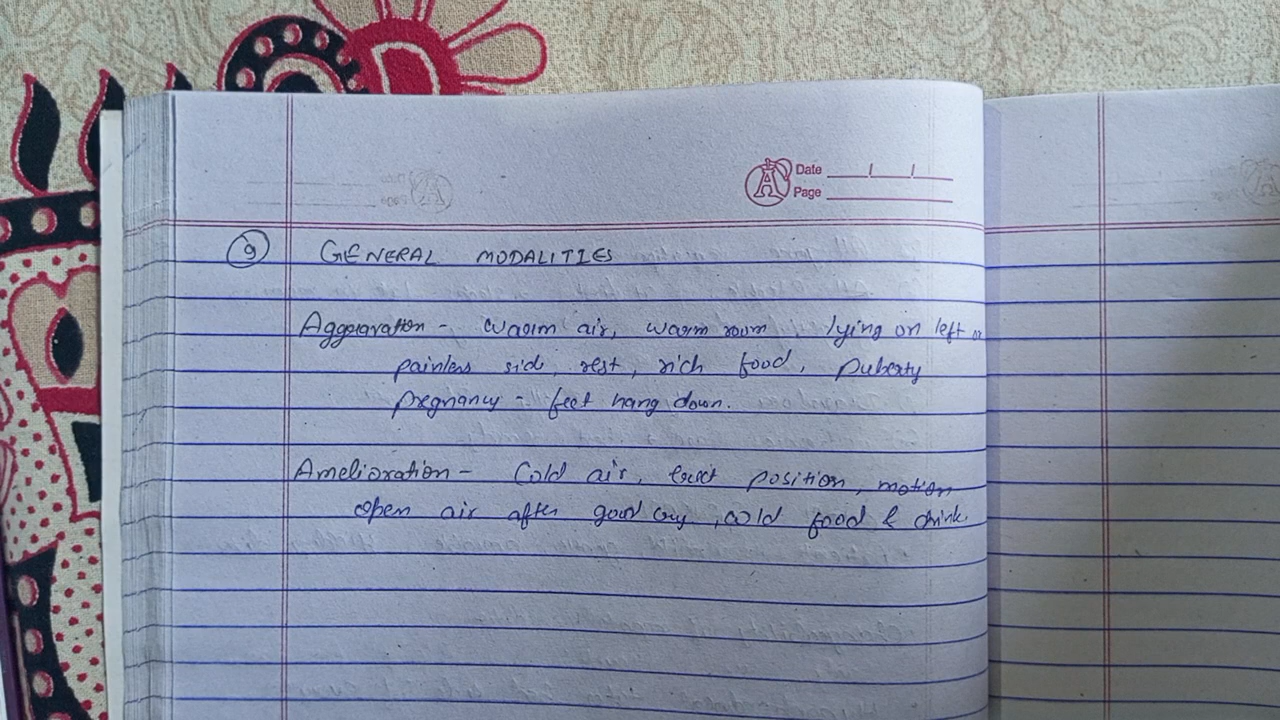 Date
Page
9 GENERAL MODALITIES
Aggravation - warm air, warm room, lying on left or
painless side, rest, rich food, puberty
pregnancy - feet hang down.
Amelioration - Cold air, erect position, motion
open air after good cry, cold food & drink.